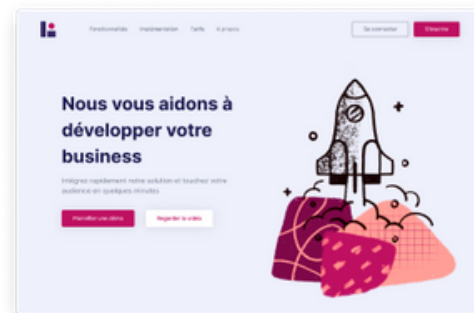 Fonctionnalités Implémentation Tarifs A propos Se connecter S'inscrire
Nous vous aidons à
développer votre
business
Intégrez rapidement notre solution et touchez votre
audience en quelques minutes
Planifier une démo Regarder la vidéo